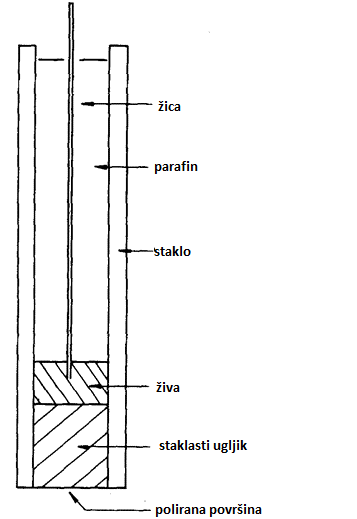 žica
parafin
staklo
živa
staklasti ugljik
polirana površina